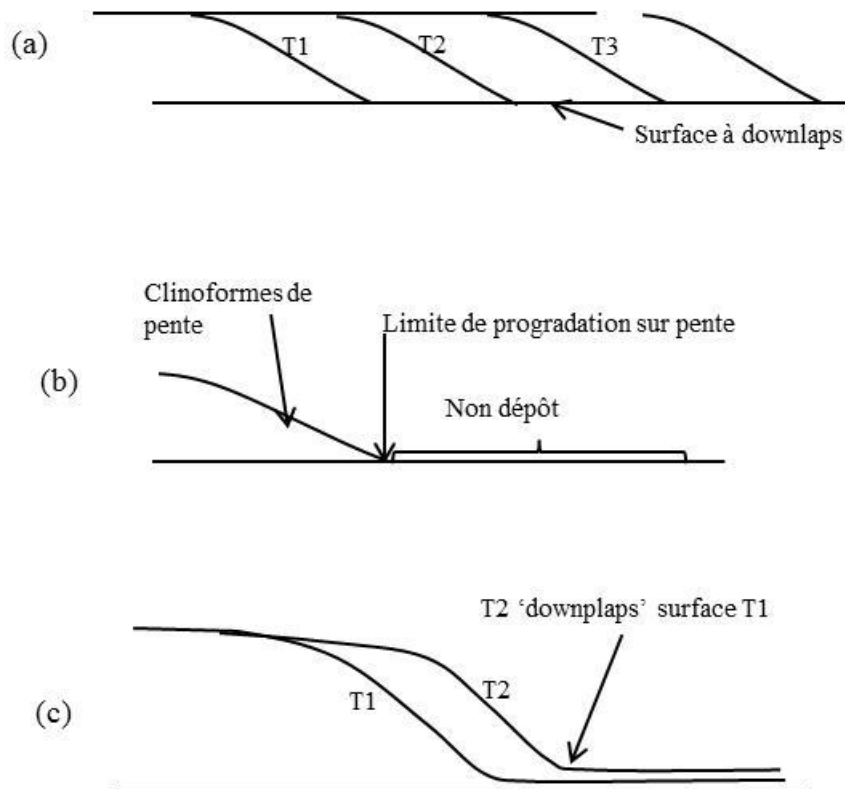 (a)
T1
T2
T3
Surface à downlaps
Clinoformes de
pente
Limite de progradation sur pente
(b)
Non dépôt
T2 ‘downplaps’ surface T1
T1
T2
(c)